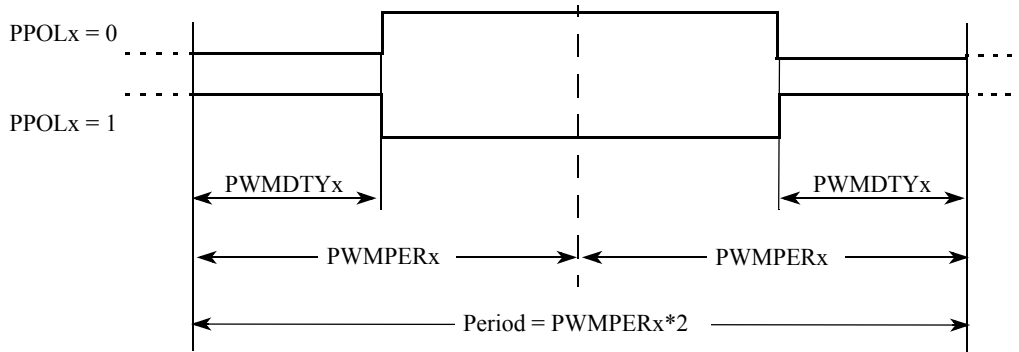 PPOLx = 0
PPOLx = 1
PWMDTYx
PWMDTYx
PWMPERx
PWMPERx
Period = PWMPERx*2